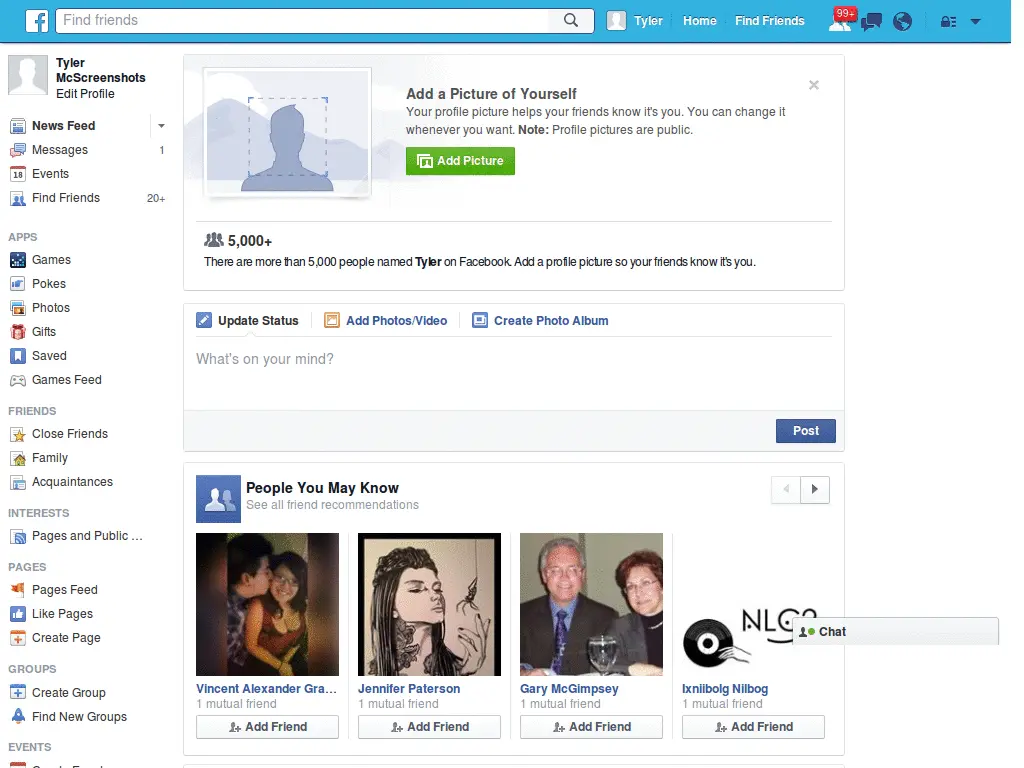 Find friends
Tyler
Home
Find Friends
99+
Tyler
McScreenshots
Edit Profile
News Feed
Messages 1
18 Events
Find Friends 20+
APPS
Games
Pokes
Photos
Gifts
Saved
Games Feed
FRIENDS
Close Friends
Family
Acquaintances
INTERESTS
Pages and Public ...
PAGES
Pages Feed
Like Pages
Create Page
GROUPS
Create Group
Find New Groups
EVENTS
Add a Picture of Yourself
Your profile picture helps your friends know it's you. You can change it
whenever you want. Note: Profile pictures are public.
Add Picture
5,000+
There are more than 5,000 people named Tyler on Facebook. Add a profile picture so your friends know it's you.
Update Status
Add Photos/Video
Create Photo Album
What's on your mind?
Post
People You May Know
See all friend recommendations
Vincent Alexander Gra...
1 mutual friend
Add Friend
Jennifer Paterson
1 mutual friend
Add Friend
Gary McGimpsey
1 mutual friend
Add Friend
Ixniibolg Nilbog
1 mutual friend
Add Friend
Chat